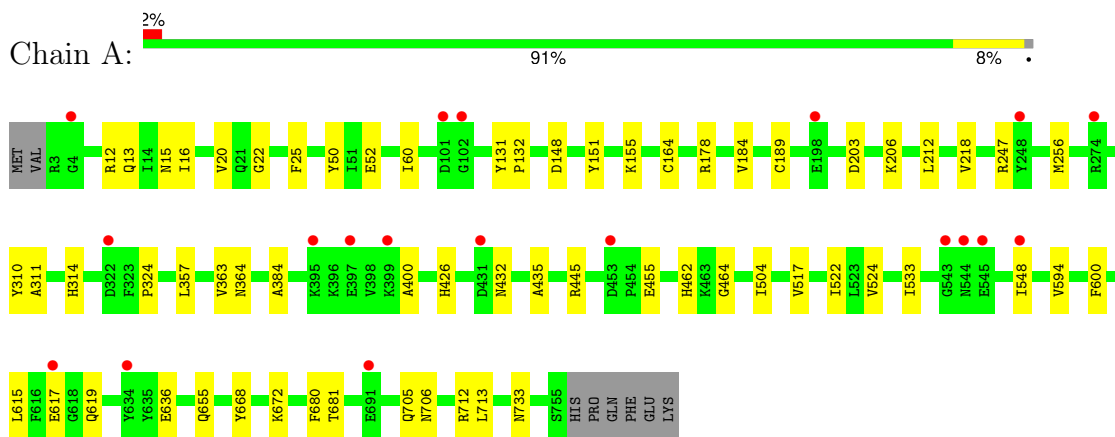 2%
Chain A:
91% 8% •
MET VAL R3 G4 R12 Q13 I14 N15 I16 V20 Q21 G22 F25 Y50 I51 E52 I60 D101 G102 Y131 P132 D148 Y151 K155 C164 R178 V184 C189 E198 D203 K206 L212 V218 R247 Y248 M256 R274
Y310 A311 H314 D322 F323 P324 L357 V363 N364 A384 K395 K396 E397 V398 K399 A400 H426 D431 N432 A435 R445 D453 P454 E455 H462 K463 G464 I504 V517 I522 L523 V524 I533 G543 N544 E545 I548 V594 F600
L615 F616 E617 G618 Q619 Y634 Y635 E636 Q655 Y668 K672 F680 T681 E691 Q705 N706 R712 L713 N733 S755 HIS PRO GLN PHE GLU LYS